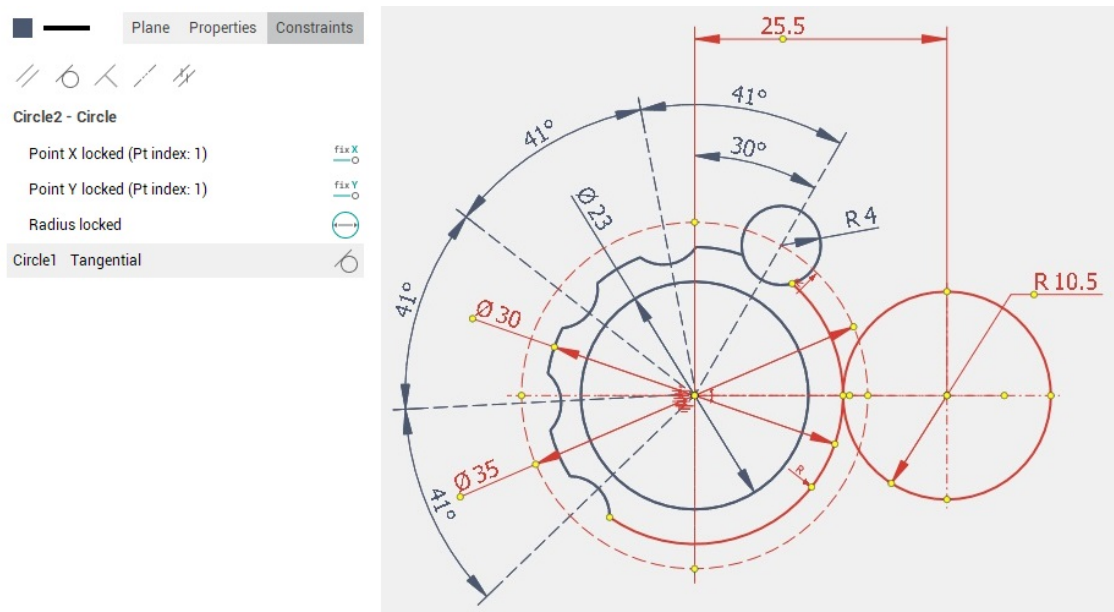 Plane Properties Constraints
Circle2 - Circle
Point X locked (Pt index: 1)
fix X
Point Y locked (Pt index: 1)
fix Y
Radius locked
Circle1 Tangential
25.5
41°
41°
30°
Ø 23
R 4
41°
Ø 30
R 10.5
Ø 35
R
41°